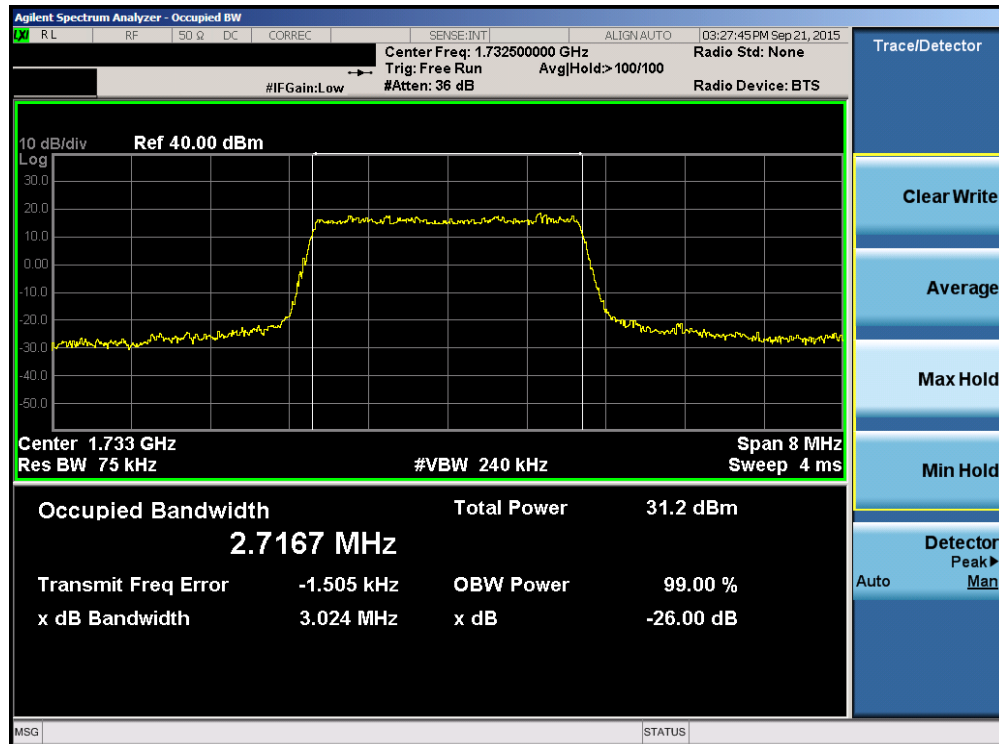 Agilent Spectrum Analyzer - Occupied BW
LXI RL RF 50 Ω DC CORREC SENSE:INT ALIGN AUTO 03:27:45 PM Sep 21, 2015
Center Freq: 1.732500000 GHz Radio Std: None
Trig: Free Run Avg|Hold:>100/100
#IFGain:Low #Atten: 36 dB Radio Device: BTS
10 dB/div Ref 40.00 dBm
Log
30.0
20.0
10.0
0.00
-10.0
-20.0
-30.0
-40.0
-50.0
Center 1.733 GHz Span 8 MHz
Res BW 75 kHz #VBW 240 kHz Sweep 4 ms
Occupied Bandwidth Total Power 31.2 dBm
2.7167 MHz
Transmit Freq Error -1.505 kHz OBW Power 99.00 %
x dB Bandwidth 3.024 MHz x dB -26.00 dB
MSG STATUS
Trace/Detector
Clear Write
Average
Max Hold
Min Hold
Detector
Peak▶
Auto Man